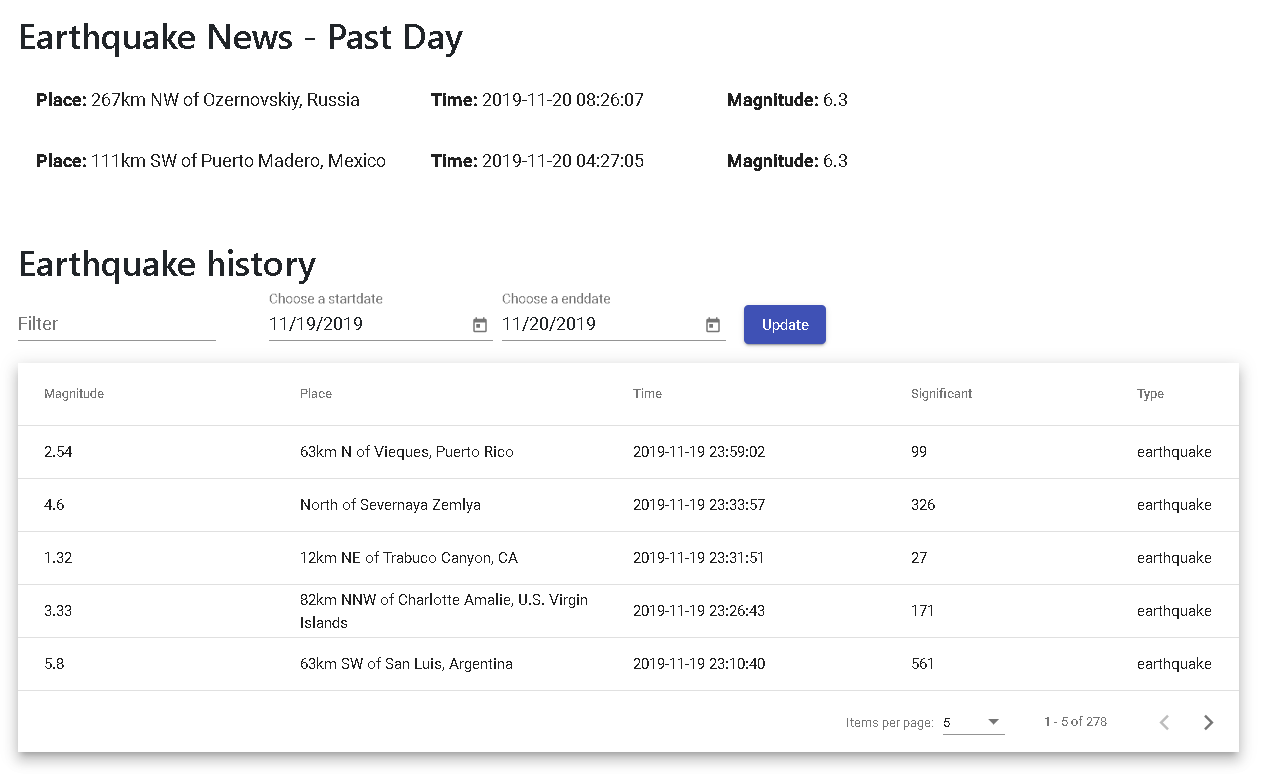 Earthquake News - Past Day
Place: 267km NW of Ozernovskiy, Russia Time: 2019-11-20 08:26:07 Magnitude: 6.3
Place: 111km SW of Puerto Madero, Mexico Time: 2019-11-20 04:27:05 Magnitude: 6.3
Earthquake history
Choose a startdate Choose a enddate
Filter 11/19/2019 11/20/2019 Update
Magnitude Place Time Significant Type
2.54 63km N of Vieques, Puerto Rico 2019-11-19 23:59:02 99 earthquake
4.6 North of Severnaya Zemlya 2019-11-19 23:33:57 326 earthquake
1.32 12km NE of Trabuco Canyon, CA 2019-11-19 23:31:51 27 earthquake
3.33 82km NNW of Charlotte Amalie, U.S. Virgin
Islands 2019-11-19 23:26:43 171 earthquake
5.8 63km SW of San Luis, Argentina 2019-11-19 23:10:40 561 earthquake
Items per page: 5 1 - 5 of 278